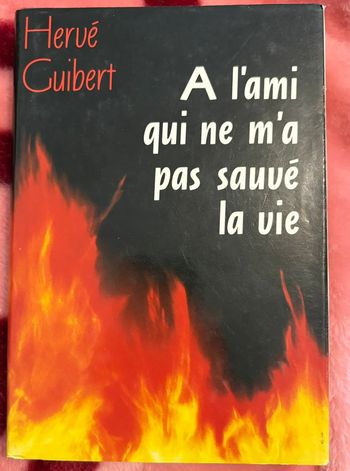 Hervé
Guibert
A l'ami
qui ne m'a
pas sauvé
la vie